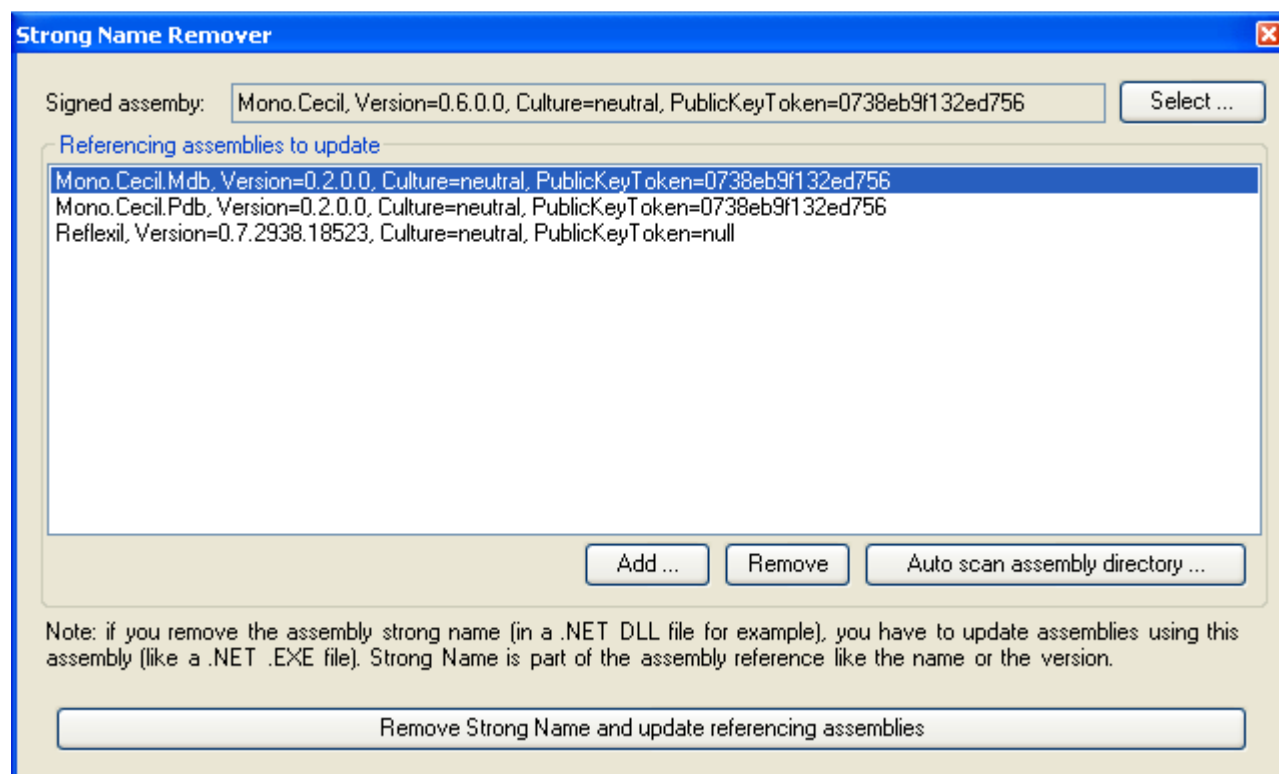 Strong Name Remover
Signed assemby: Mono.Cecil, Version=0.6.0.0, Culture=neutral, PublicKeyToken=0738eb9f132ed756 Select ...
Referencing assemblies to update
Mono.Cecil.Mdb, Version=0.2.0.0, Culture=neutral, PublicKeyToken=0738eb9f132ed756
Mono.Cecil.Pdb, Version=0.2.0.0, Culture=neutral, PublicKeyToken=0738eb9f132ed756
Reflexil, Version=0.7.2938.18523, Culture=neutral, PublicKeyToken=null
Add ... Remove Auto scan assembly directory ...
Note: if you remove the assembly strong name (in a .NET DLL file for example), you have to update assemblies using this
assembly (like a .NET .EXE file). Strong Name is part of the assembly reference like the name or the version.
Remove Strong Name and update referencing assemblies